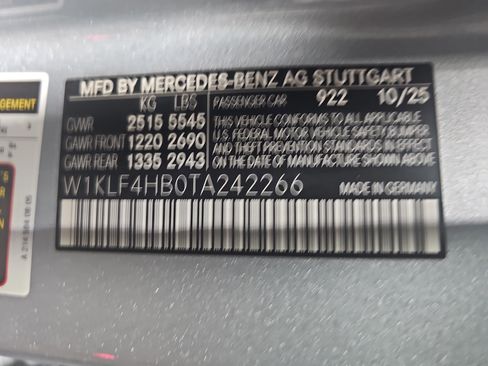 MFD BY MERCEDES-BENZ AG STUTTGART
KG LBS PASSENGER CAR 922 10/25
GVWR 2515 5545 THIS VEHICLE CONFORMS TO ALL APPLICABLE
GAWR FRONT 1220 2690 U.S. FEDERAL MOTOR VEHICLE SAFETY BUMPER
GAWR REAR 1335 2943 AND THEFT PREVENTION STANDARDS IN EFFECT
ON THE DATE OF MANUFACTURE SHOWN ABOVE
W1KLF4HB0TA242266 MADE IN GERMANY